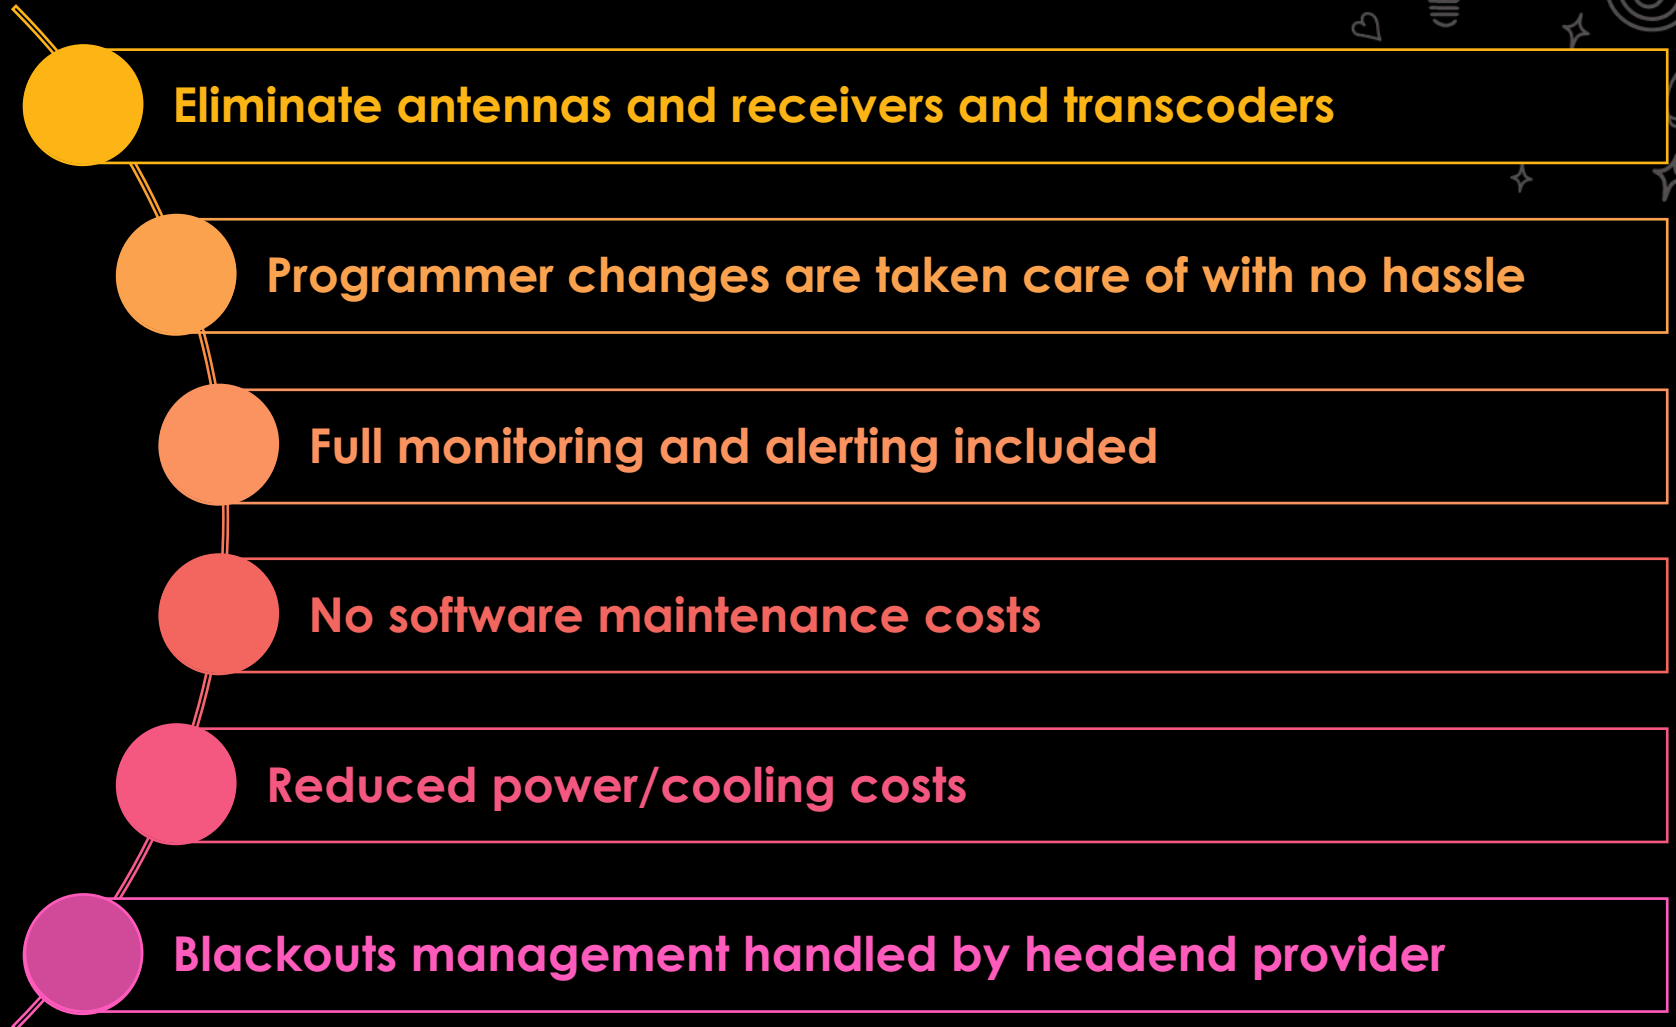 Eliminate antennas and receivers and transcoders
Programmer changes are taken care of with no hassle
Full monitoring and alerting included
No software maintenance costs
Reduced power/cooling costs
Blackouts management handled by headend provider